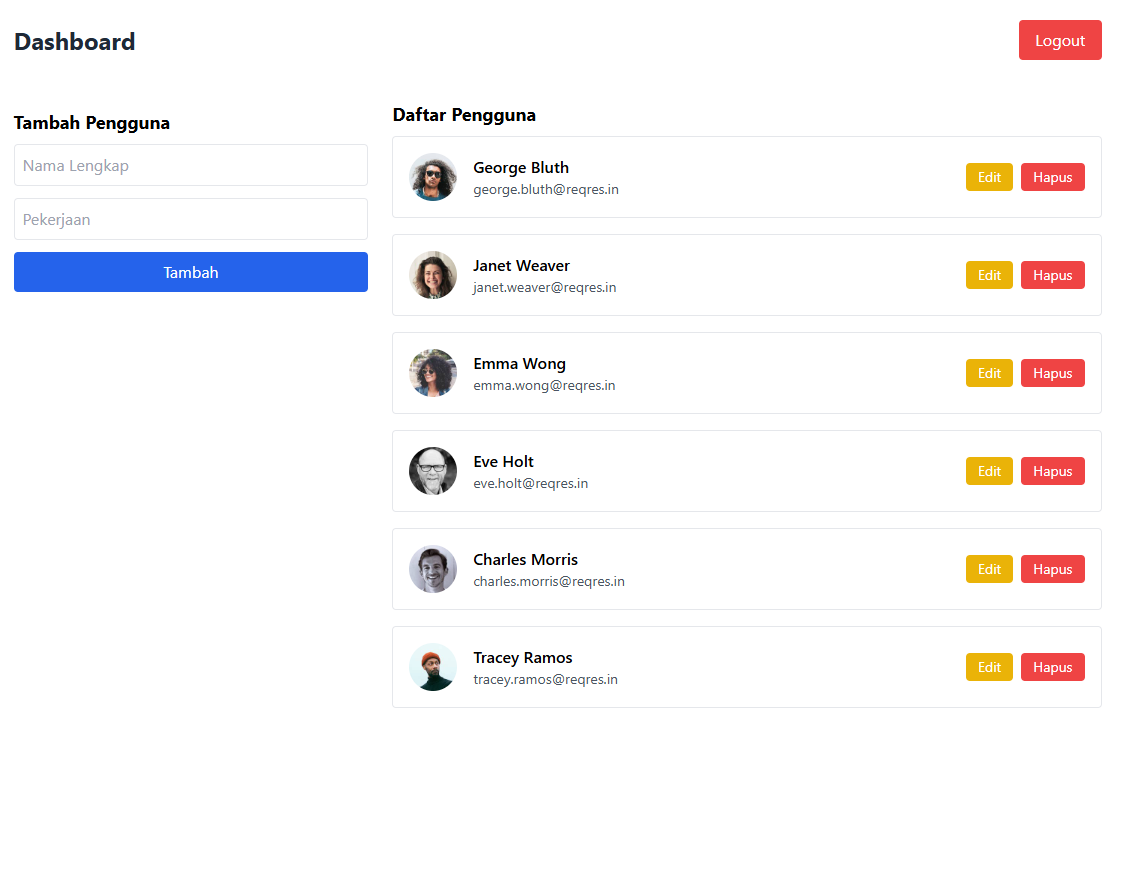 Dashboard
Logout
Tambah Pengguna
Nama Lengkap
Pekerjaan
Tambah
Daftar Pengguna
George Bluth
george.bluth@reqres.in
Edit
Hapus
Janet Weaver
janet.weaver@reqres.in
Edit
Hapus
Emma Wong
emma.wong@reqres.in
Edit
Hapus
Eve Holt
eve.holt@reqres.in
Edit
Hapus
Charles Morris
charles.morris@reqres.in
Edit
Hapus
Tracey Ramos
tracey.ramos@reqres.in
Edit
Hapus